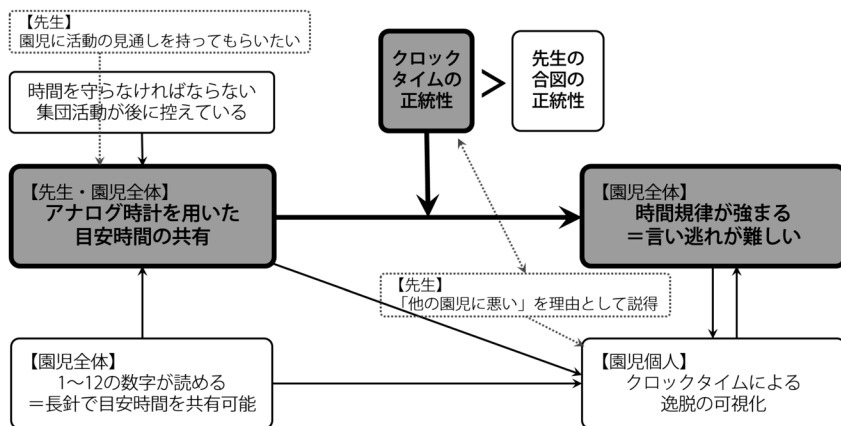 【先生】
園児に活動の見通しを持ってもらいたい
時間を守らなければならない
集団活動が後に控えている
クロック
タイムの
正統性
>
先生の
合図の
正統性
【先生・園児全体】
アナログ時計を用いた
目安時間の共有
【園児全体】
時間規律が強まる
＝言い逃れが難しい
【先生】
「他の園児に悪い」を理由として説得
【園児全体】
1〜12の数字が読める
＝長針で目安時間を共有可能
【園児個人】
クロックタイムによる
逸脱の可視化